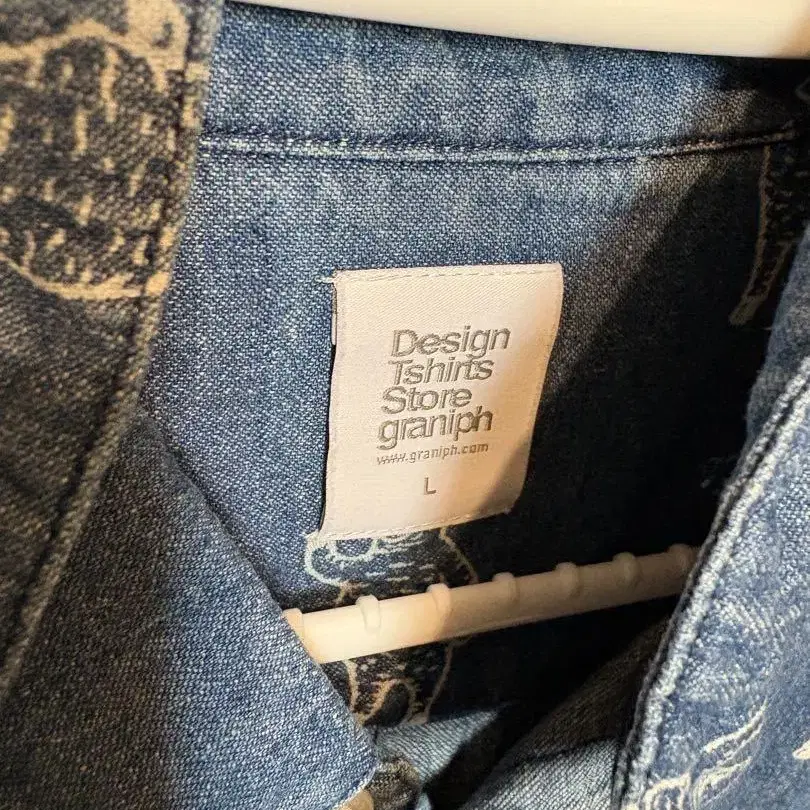 Design
Tshirts
Store,
graniph
www.graniph.com
L